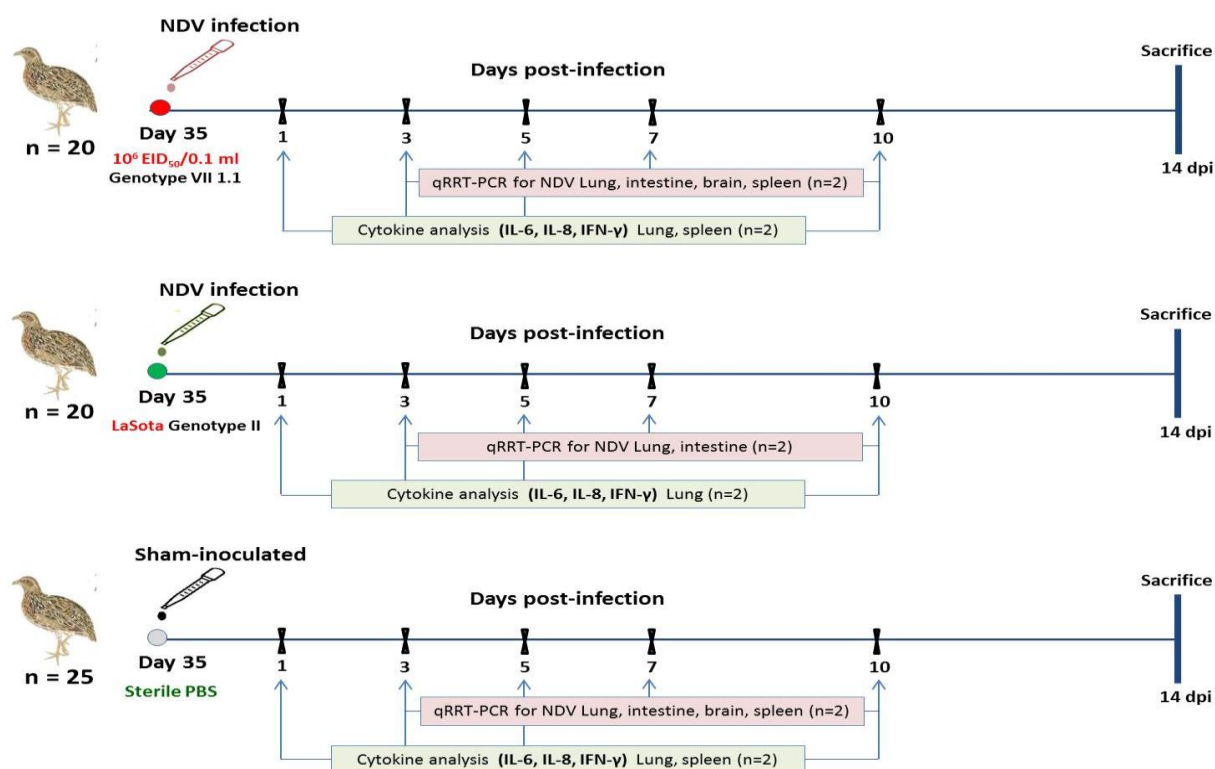 NDV infection
Days post-infection
Sacrifice
n = 20
Day 35
1 3 5 7 10
10⁶ EID₅₀/0.1 ml
Genotype VII 1.1
14 dpi
qRRT-PCR for NDV Lung, intestine, brain, spleen (n=2)
Cytokine analysis (IL-6, IL-8, IFN-γ) Lung, spleen (n=2)
NDV infection
Days post-infection
Sacrifice
n = 20
Day 35
1 3 5 7 10
LaSota Genotype II
14 dpi
qRRT-PCR for NDV Lung, intestine (n=2)
Cytokine analysis (IL-6, IL-8, IFN-γ) Lung (n=2)
Sham-inoculated
Days post-infection
Sacrifice
n = 25
Day 35
1 3 5 7 10
Sterile PBS
14 dpi
qRRT-PCR for NDV Lung, intestine, brain, spleen (n=2)
Cytokine analysis (IL-6, IL-8, IFN-γ) Lung, spleen (n=2)